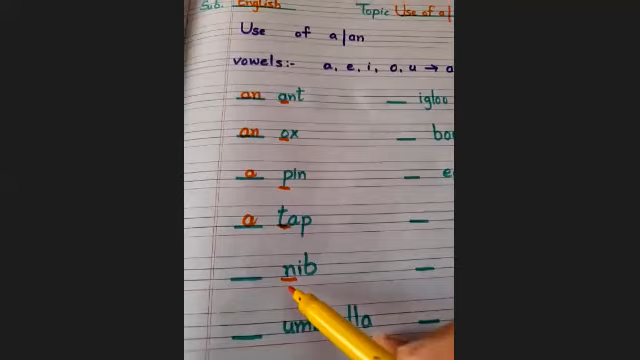 Sub. English Topic Use of a|
Use of a|an
vowels:- a, e, i, o, u →
an ant igloo
an ox
a pin
a tap
nib